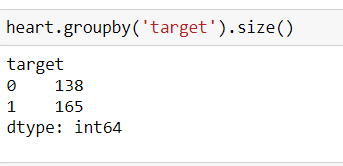 heart.groupby('target').size()
target
0    138
1    165
dtype: int64